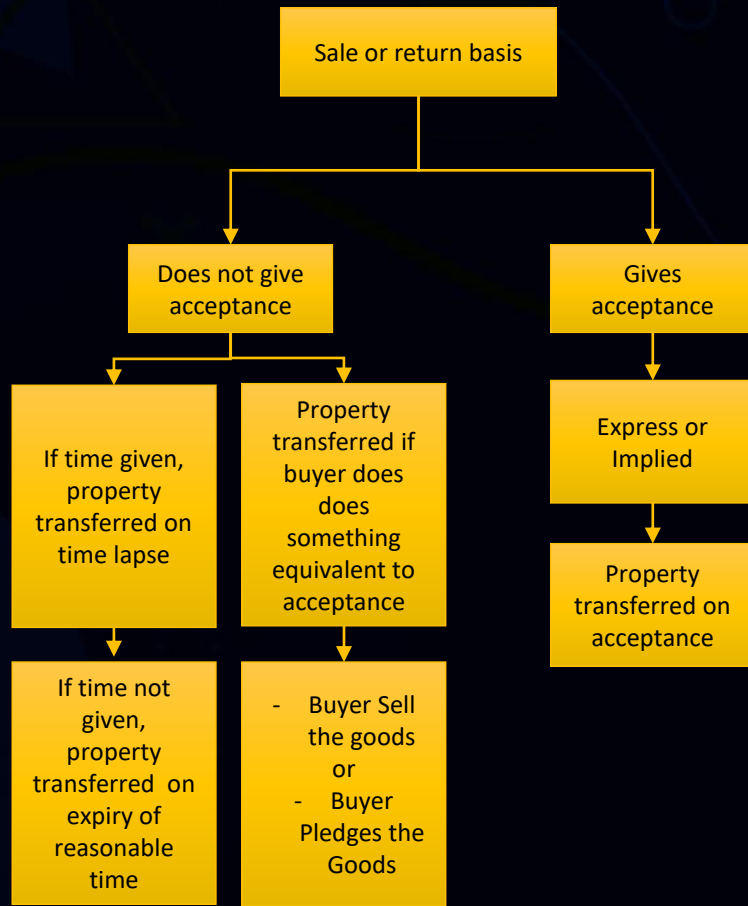 Sale or return basis
Does not give
acceptance
Gives
acceptance
If time given,
property
transferred on
time lapse
Property
transferred if
buyer does
does
something
equivalent to
acceptance
Express or
Implied
Property
transferred on
acceptance
If time not
given,
property
transferred on
expiry of
reasonable
time
- Buyer Sell
the goods
or
- Buyer
Pledges the
Goods